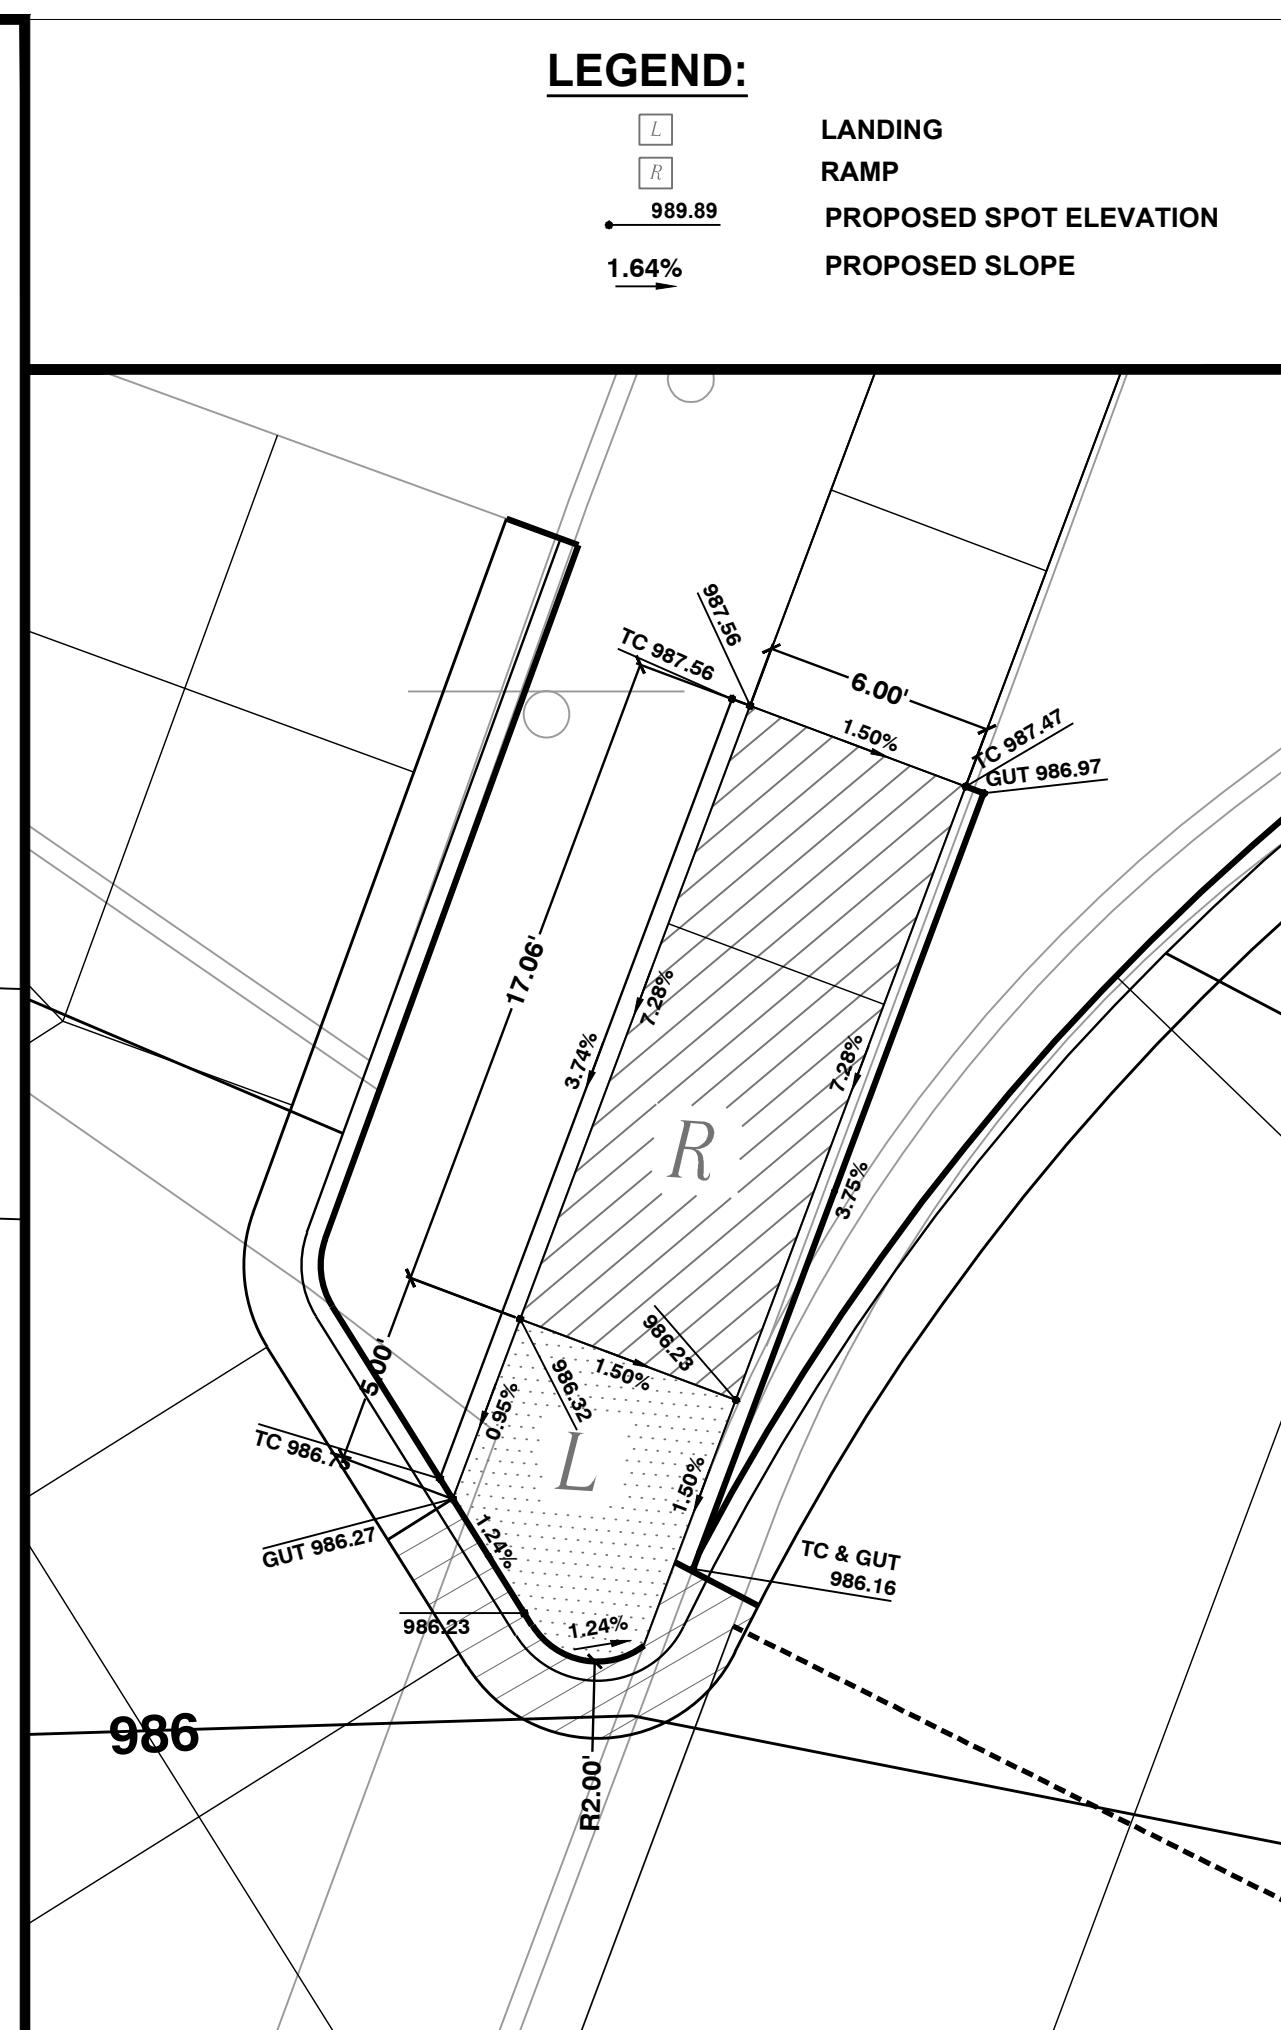 LEGEND:
L LANDING
R RAMP
989.89 PROPOSED SPOT ELEVATION
1.64% PROPOSED SLOPE
987.56
TC 987.56
6.00'
1.50%
TC 987.47
GUT 986.97
17.06'
7.28%
3.74%
7.28%
R
3.75%
986.23
5.00'
1.50%
986.32
0.95%
TC 986.75
L
1.50%
1.24%
GUT 986.27
TC & GUT
986.16
986.23
1.24%
986
R2.00'